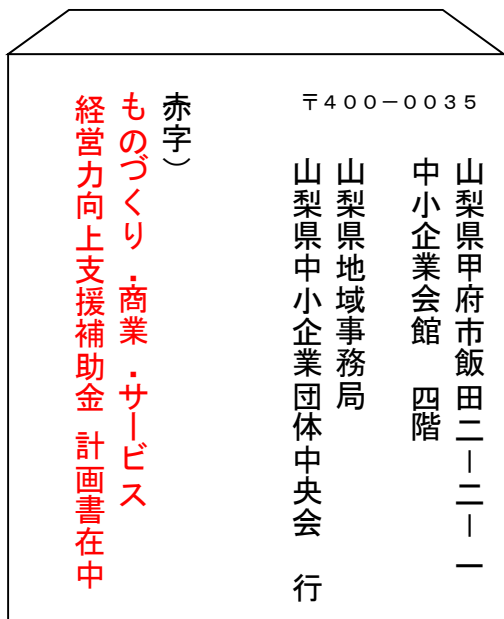 〒４００－００３５
山梨県甲府市飯田二－二－一
中小企業会館　四階
山梨県地域事務局
山梨県中小企業団体中央会　行
赤字）
ものづくり・商業・サービス
経営力向上支援補助金 計画書在中